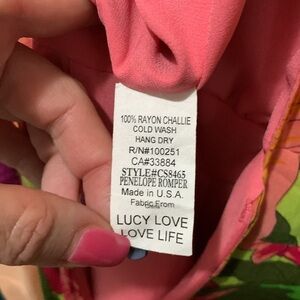 100% RAYON CHALLIE
COLD WASH
HANG DRY
R/N#100251
CA#33884
STYLE#CS8465
PENELOPE ROMPER
Made in U.S.A.
Fabric From
LUCY LOVE
LOVE LIFE